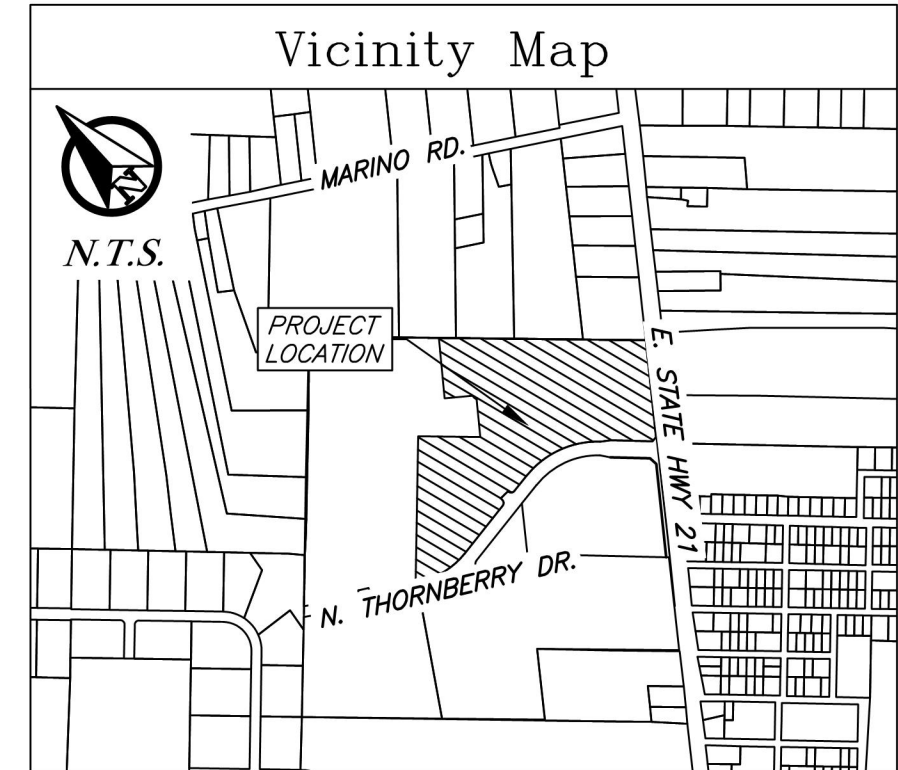 Vicinity Map
N
N.T.S.
MARINO RD.
PROJECT
LOCATION
E. STATE HWY 21
N. THORNBERRY DR.